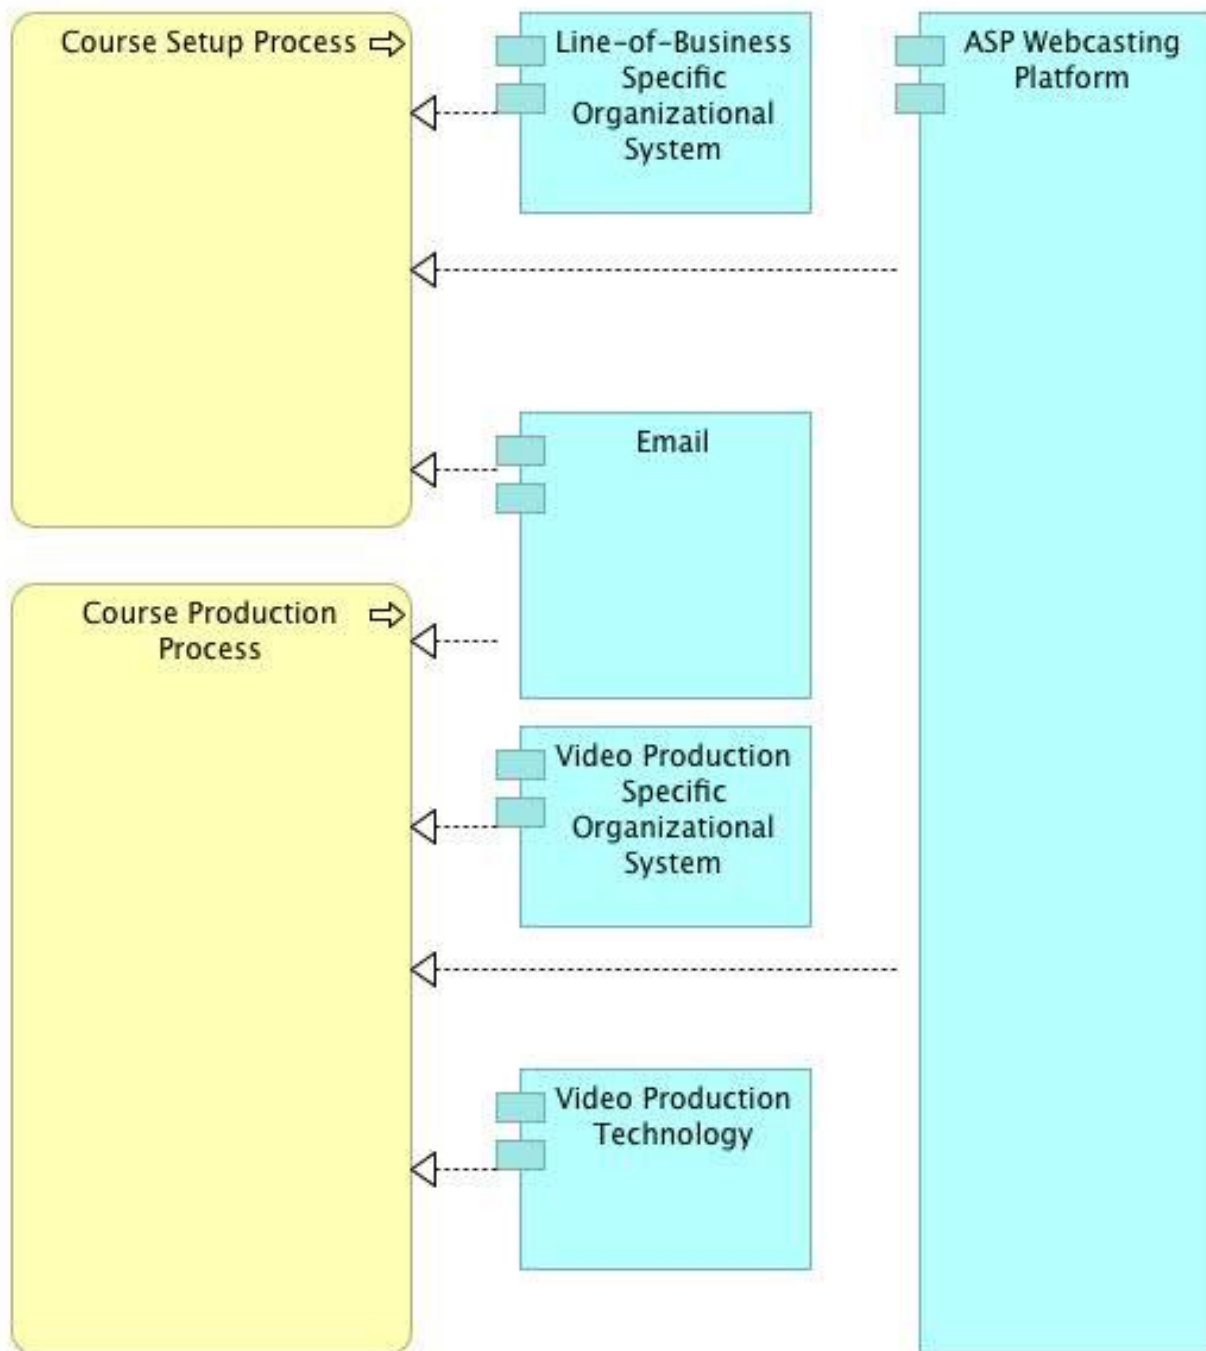 Course Setup Process
Line-of-Business
Specific
Organizational
System
ASP Webcasting
Platform
Email
Course Production
Process
Video Production
Specific
Organizational
System
Video Production
Technology